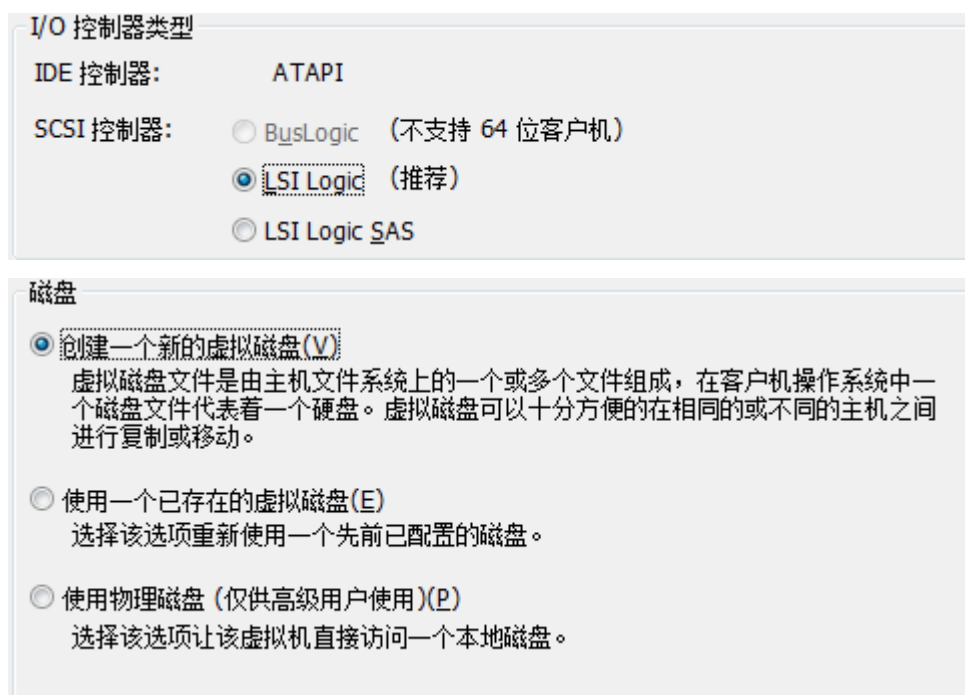 I/O 控制器类型
IDE 控制器: ATAPI
SCSI 控制器: BusLogic (不支持 64 位客户机)
LSI Logic (推荐)
LSI Logic SAS
磁盘
创建一个新的虚拟磁盘(V)
虚拟磁盘文件是由主机文件系统上的一个或多个文件组成，在客户机操作系统中一
个磁盘文件代表着一个硬盘。虚拟磁盘可以十分方便的在相同的或不同的主机之间
进行复制或移动。
使用一个已存在的虚拟磁盘(E)
选择该选项重新使用一个先前已配置的磁盘。
使用物理磁盘 (仅供高级用户使用)(P)
选择该选项让该虚拟机直接访问一个本地磁盘。